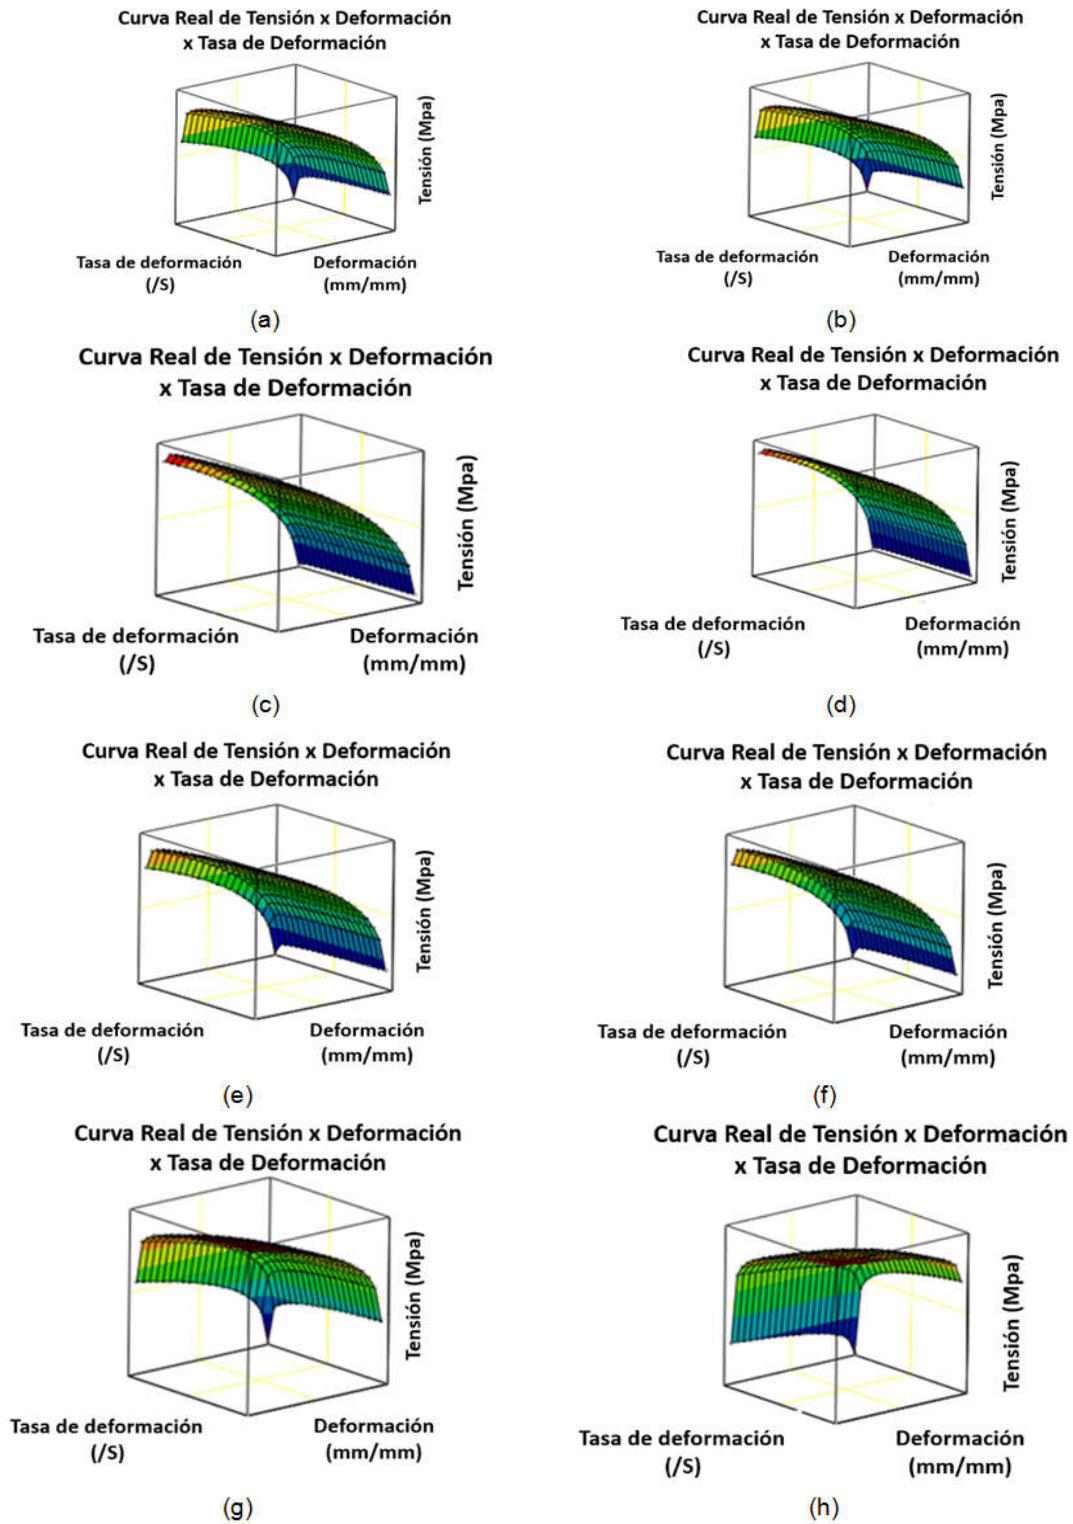 Curva Real de Tensión x Deformación
x Tasa de Deformación
Tensión (Mpa)
Tasa de deformación
(/S)
Deformación
(mm/mm)
(a)
Curva Real de Tensión x Deformación
x Tasa de Deformación
Tensión (Mpa)
Tasa de deformación
(/S)
Deformación
(mm/mm)
(b)
Curva Real de Tensión x Deformación
x Tasa de Deformación
Tensión (Mpa)
Tasa de deformación
(/S)
Deformación
(mm/mm)
(c)
Curva Real de Tensión x Deformación
x Tasa de Deformación
Tensión (Mpa)
Tasa de deformación
(/S)
Deformación
(mm/mm)
(d)
Curva Real de Tensión x Deformación
x Tasa de Deformación
Tensión (Mpa)
Tasa de deformación
(/S)
Deformación
(mm/mm)
(e)
Curva Real de Tensión x Deformación
x Tasa de Deformación
Tensión (Mpa)
Tasa de deformación
(/S)
Deformación
(mm/mm)
(f)
Curva Real de Tensión x Deformación
x Tasa de Deformación
Tensión (Mpa)
Tasa de deformación
(/S)
Deformación
(mm/mm)
(g)
Curva Real de Tensión x Deformación
x Tasa de Deformación
Tensión (Mpa)
Tasa de deformación
(/S)
Deformación
(mm/mm)
(h)